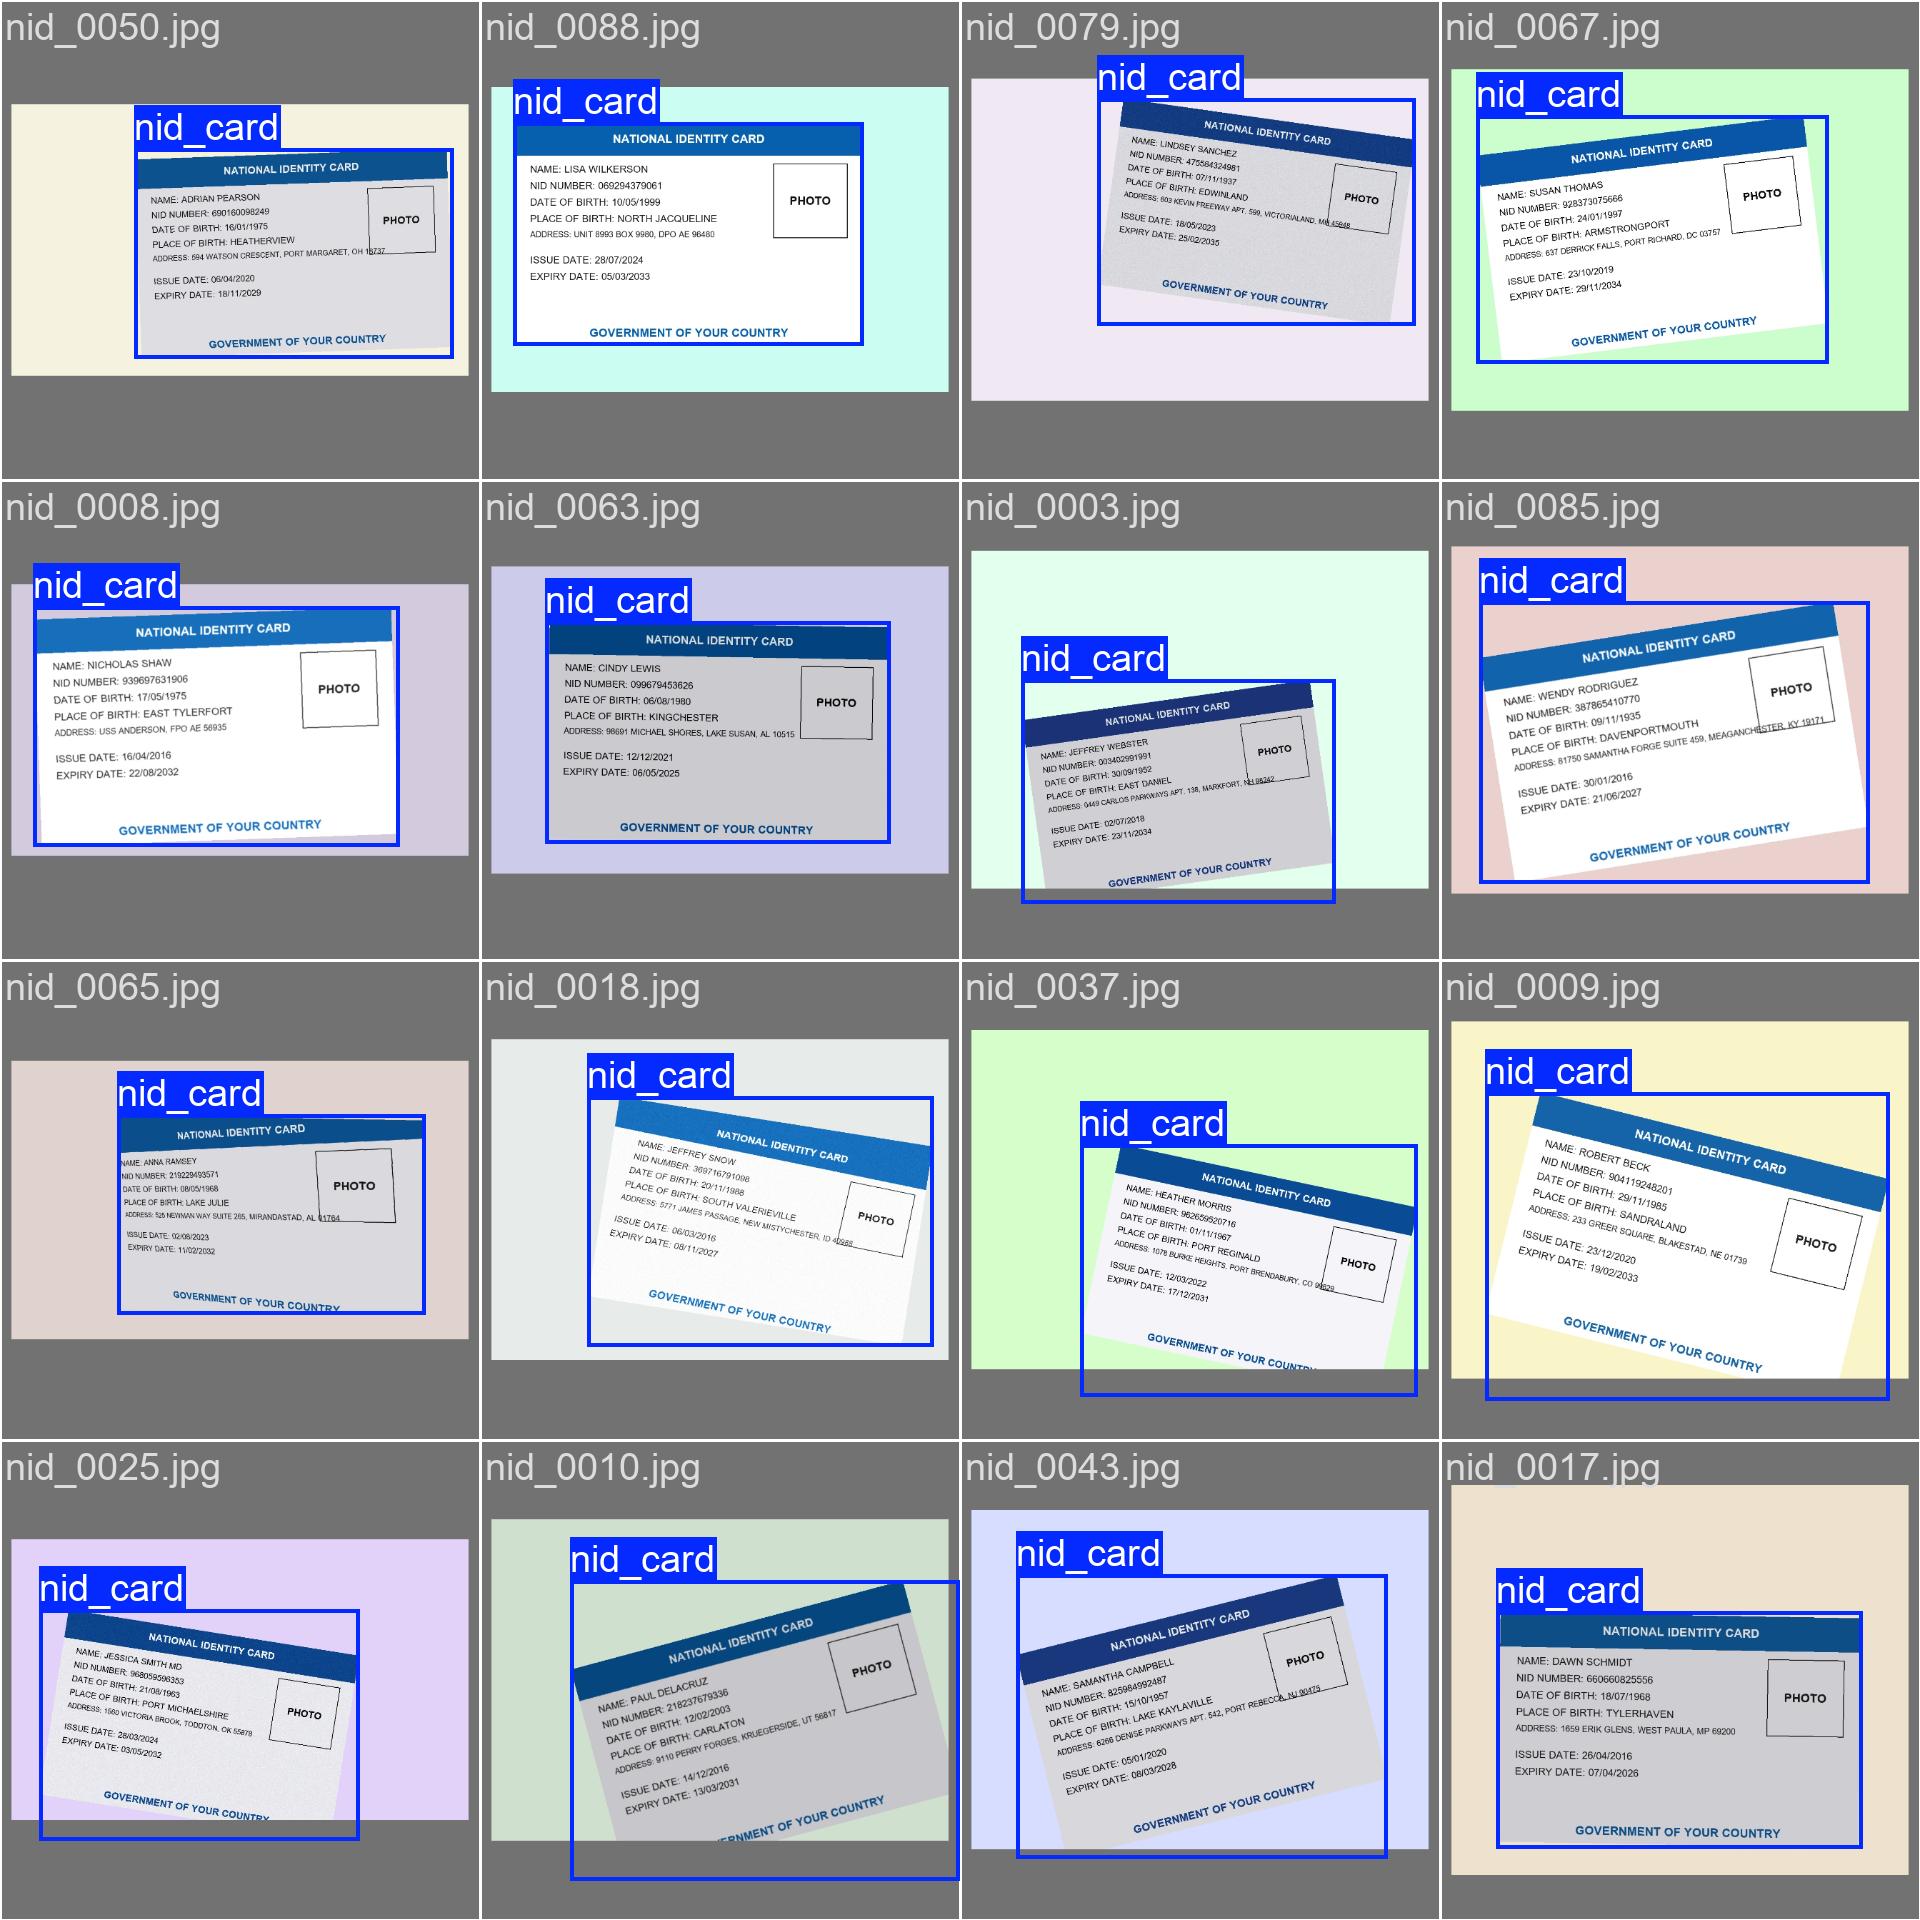 nid_0050.jpg
nid_card
NATIONAL IDENTITY CARD
NAME: ADRIAN PEARSON
NID NUMBER: 690160098249
DATE OF BIRTH: 16/01/1975
PLACE OF BIRTH: HEATHERVIEW
ADDRESS: 594 WATSON CRESCENT, PORT MARGARET, OH
PHOTO
ISSUE DATE: 06/04/2020
EXPIRY DATE: 18/11/2029
GOVERNMENT OF YOUR COUNTRY
nid_0088.jpg
nid_card
NATIONAL IDENTITY CARD
NAME: LISA WILKERSON
NID NUMBER: 069294379061
DATE OF BIRTH: 10/05/1999
PLACE OF BIRTH: NORTH JACQUELINE
ADDRESS: UNIT 8993 BOX 9980, DPO AE 96480
PHOTO
ISSUE DATE: 28/07/2024
EXPIRY DATE: 05/03/2033
GOVERNMENT OF YOUR COUNTRY
nid_0079.jpg
nid_card
NATIONAL IDENTITY CARD
NAME: LINDSEY SANCHEZ
NID NUMBER: 475584324981
DATE OF BIRTH: 07/11/1937
PLACE OF BIRTH: EDWINLAND
ADDRESS: 603 KEVIN FREEWAY APT. 599, VICTORIALAND,
PHOTO
ISSUE DATE: 18/05/2023
EXPIRY DATE: 25/02/2035
GOVERNMENT OF YOUR COUNTRY
nid_0067.jpg
nid_card
NATIONAL IDENTITY CARD
NAME: SUSAN THOMAS
NID NUMBER: 928373075666
DATE OF BIRTH: 24/01/1997
PLACE OF BIRTH: ARMSTRONGPORT
ADDRESS: 637 DERRICK FALLS, PORT RICHARD, DC 03757
PHOTO
ISSUE DATE: 23/10/2019
EXPIRY DATE: 29/11/2034
GOVERNMENT OF YOUR COUNTRY
nid_0008.jpg
nid_card
NATIONAL IDENTITY CARD
NAME: NICHOLAS SHAW
NID NUMBER: 939697631906
DATE OF BIRTH: 17/05/1975
PLACE OF BIRTH: EAST TYLERFORT
ADDRESS: USS ANDERSON, FPO AE 56935
PHOTO
ISSUE DATE: 16/04/2016
EXPIRY DATE: 22/08/2032
GOVERNMENT OF YOUR COUNTRY
nid_0063.jpg
nid_card
NATIONAL IDENTITY CARD
NAME: CINDY LEWIS
NID NUMBER: 099679453626
DATE OF BIRTH: 06/08/1980
PLACE OF BIRTH: KINGCHESTER
ADDRESS: 98691 MICHAEL SHORES, LAKE SUSAN, AL 10515
PHOTO
ISSUE DATE: 12/12/2021
EXPIRY DATE: 06/05/2025
GOVERNMENT OF YOUR COUNTRY
nid_0003.jpg
nid_card
NATIONAL IDENTITY CARD
NAME: JEFFREY WEBSTER
NID NUMBER: 003402991991
DATE OF BIRTH: 30/09/1952
PLACE OF BIRTH: EAST DANIEL
ADDRESS: 0449 CARLOS PARKWAYS APT. 138, MARKFORT,
PHOTO
ISSUE DATE: 02/07/2018
EXPIRY DATE: 23/11/2034
GOVERNMENT OF YOUR COUNTRY
nid_0085.jpg
nid_card
NATIONAL IDENTITY CARD
NAME: WENDY RODRIGUEZ
NID NUMBER: 387865410770
DATE OF BIRTH: 09/11/1935
PLACE OF BIRTH: DAVENPORTMOUTH
ADDRESS: 81750 SAMANTHA FORGE SUITE 459, MEAGANCHESTER, KY 19171
PHOTO
ISSUE DATE: 30/01/2016
EXPIRY DATE: 21/06/2027
GOVERNMENT OF YOUR COUNTRY
nid_0065.jpg
nid_card
NATIONAL IDENTITY CARD
NAME: ANNA RAMSEY
NID NUMBER: 219229493571
DATE OF BIRTH: 08/05/1968
PLACE OF BIRTH: LAKE JULIE
ADDRESS: 525 NEWMAN WAY SUITE 265, MIRANDASTAD, AL 01764
PHOTO
ISSUE DATE: 02/08/2023
EXPIRY DATE: 11/02/2032
GOVERNMENT OF YOUR COUNTRY
nid_0018.jpg
nid_card
NATIONAL IDENTITY CARD
NAME: JEFFREY SNOW
NID NUMBER: 369716791098
DATE OF BIRTH: 20/11/1988
PLACE OF BIRTH: SOUTH VALERIEVILLE
ADDRESS: 5771 JAMES PASSAGE, NEW MISTYCHESTER, ID
PHOTO
ISSUE DATE: 06/03/2016
EXPIRY DATE: 08/11/2027
GOVERNMENT OF YOUR COUNTRY
nid_0037.jpg
nid_card
NATIONAL IDENTITY CARD
NAME: HEATHER MORRIS
NID NUMBER: 962659520716
DATE OF BIRTH: 01/11/1967
PLACE OF BIRTH: PORT REGINALD
ADDRESS: 1078 BURKE HEIGHTS, PORT BRENDABURY, CO
PHOTO
ISSUE DATE: 12/03/2022
EXPIRY DATE: 17/12/2031
GOVERNMENT OF YOUR COUNTRY
nid_0009.jpg
nid_card
NATIONAL IDENTITY CARD
NAME: ROBERT BECK
NID NUMBER: 904119248201
DATE OF BIRTH: 29/11/1985
PLACE OF BIRTH: SANDRALAND
ADDRESS: 233 GREER SQUARE, BLAKESTAD, NE 01739
PHOTO
ISSUE DATE: 23/12/2020
EXPIRY DATE: 19/02/2033
GOVERNMENT OF YOUR COUNTRY
nid_0025.jpg
nid_card
NATIONAL IDENTITY CARD
NAME: JESSICA SMITH MD
NID NUMBER: 968059596353
DATE OF BIRTH: 21/08/1963
PLACE OF BIRTH: PORT MICHAELSHIRE
ADDRESS: 1560 VICTORIA BROOK, TODDTON, OK 55878
PHOTO
ISSUE DATE: 28/03/2024
EXPIRY DATE: 03/05/2032
GOVERNMENT OF YOUR COUNTRY
nid_0010.jpg
nid_card
NATIONAL IDENTITY CARD
NAME: PAUL DELACRUZ
NID NUMBER: 218237679336
DATE OF BIRTH: 12/02/2003
PLACE OF BIRTH: CARLATON
ADDRESS: 9110 PERRY FORGES, KRUEGERSIDE, UT 56817
PHOTO
ISSUE DATE: 14/12/2016
EXPIRY DATE: 13/03/2031
ERNMENT OF YOUR COUNTRY
nid_0043.jpg
nid_card
NATIONAL IDENTITY CARD
NAME: SAMANTHA CAMPBELL
NID NUMBER: 825984992487
DATE OF BIRTH: 15/10/1957
PLACE OF BIRTH: LAKE KAYLAVILLE
ADDRESS: 6266 DENISE PARKWAYS APT. 542, PORT REBECCA, NJ 00475
PHOTO
ISSUE DATE: 05/01/2020
EXPIRY DATE: 08/03/2028
GOVERNMENT OF YOUR COUNTRY
nid_0017.jpg
nid_card
NATIONAL IDENTITY CARD
NAME: DAWN SCHMIDT
NID NUMBER: 660660825556
DATE OF BIRTH: 18/07/1968
PLACE OF BIRTH: TYLERHAVEN
ADDRESS: 1659 ERIK GLENS, WEST PAULA, MP 69200
PHOTO
ISSUE DATE: 26/04/2016
EXPIRY DATE: 07/04/2026
GOVERNMENT OF YOUR COUNTRY